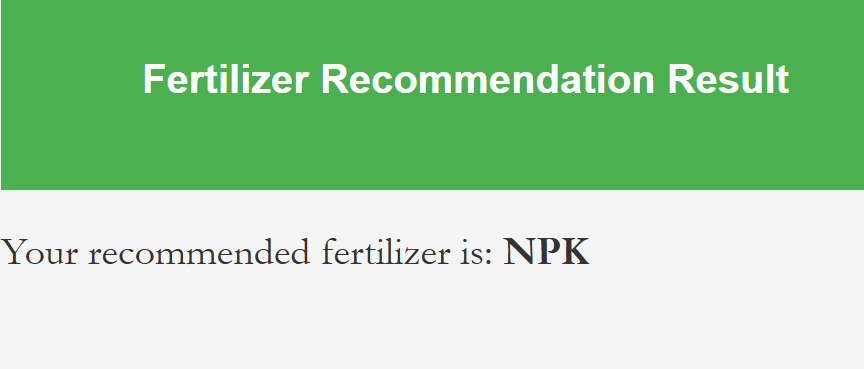 Fertilizer Recommendation Result
Your recommended fertilizer is: NPK